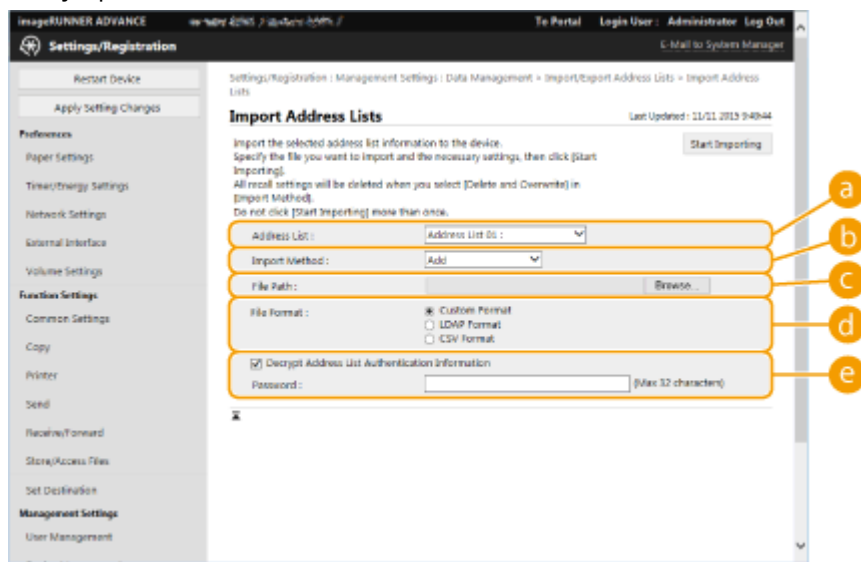 imageRUNNER ADVANCE
To Portal Login User : Administrator Log Out
Settings/Registration
E-Mail to System Manager
Restart Device
Apply Setting Changes
Preferences
Paper Settings
Timer/Energy Settings
Network Settings
External Interface
Volume Settings
Function Settings
Common Settings
Copy
Printer
Send
Receive/Forward
Store/Access Files
Set Destination
Management Settings
User Management
Settings/Registration : Management Settings : Data Management > Import/Export Address Lists > Import Address
Lists
Import Address Lists
Last Updated : 11/11 2015 9:49:44
Import the selected address list information to the device.
Start Importing
Specify the file you want to import and the necessary settings, then click [Start
Importing].
All recall settings will be deleted when you select [Delete and Overwrite] in
[Import Method].
Do not click [Start Importing] more than once.
Address List : Address List 01 :
a
Import Method : Add
b
File Path : Browse...
c
File Format : Custom Format
LDAP Format
CSV Format
d
Decrypt Address List Authentication Information
Password : (Max 32 characters)
e